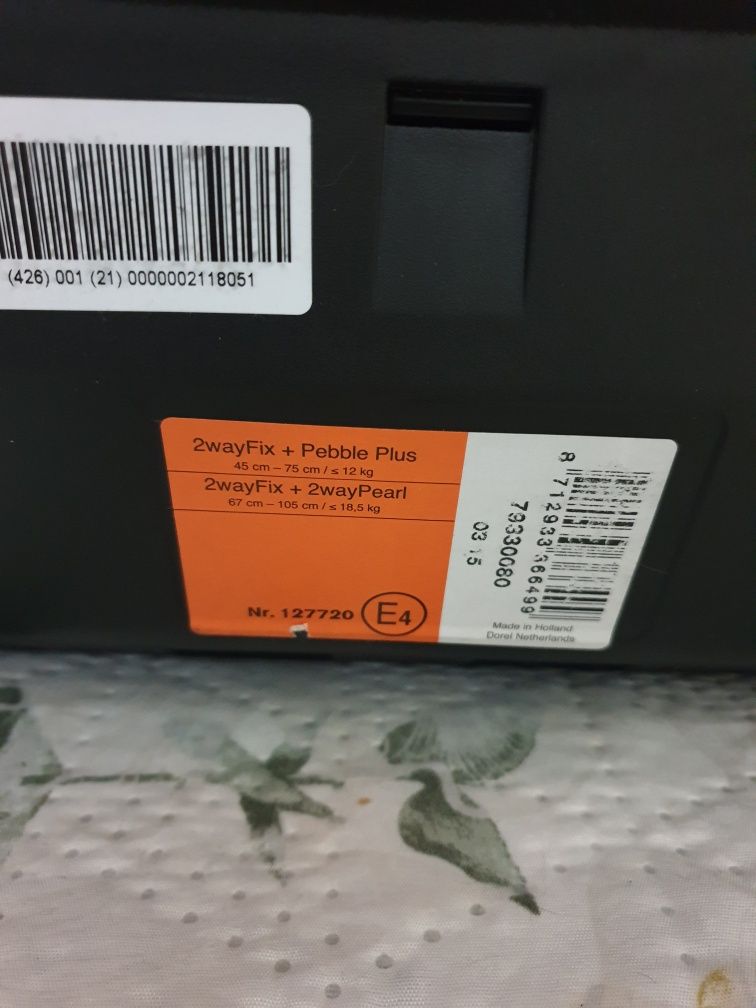 (426) 001 (21) 0000002118051
2wayFix + Pebble Plus
45 cm – 75 cm / ≤ 12 kg
2wayFix + 2wayPearl
67 cm – 105 cm / ≤ 18,5 kg
Nr. 127720 E4
8 712933 366499
79330080
03 15
Made in Holland
Dorel Netherlands